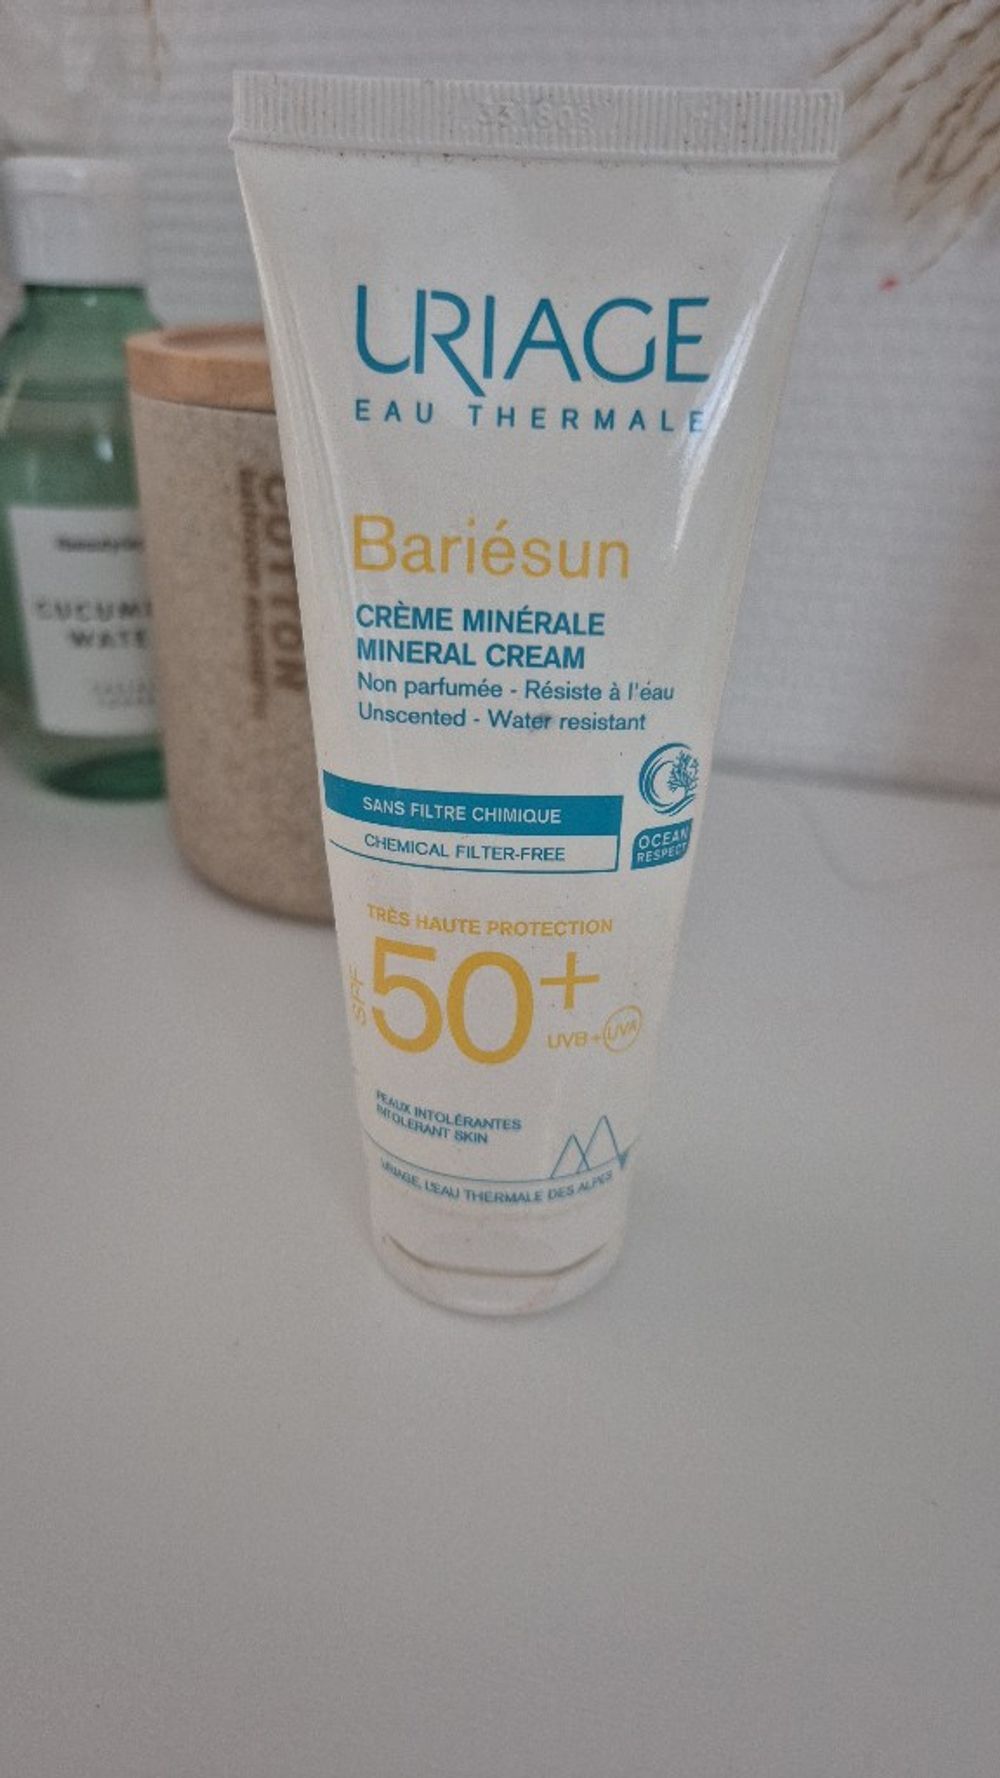 URIAGE
EAU THERMALE
Bariésun
CRÈME MINÉRALE
MINERAL CREAM
Non parfumée - Résiste à l'eau
Unscented - Water resistant
SANS FILTRE CHIMIQUE
CHEMICAL FILTER-FREE
OCEAN
RESPECT
TRÈS HAUTE PROTECTION
SPF
50+
UVB + UVA
PEAUX INTOLÉRANTES
INTOLERANT SKIN
URIAGE, L'EAU THERMALE DES ALPES
COTTON
CUCUM
WATE